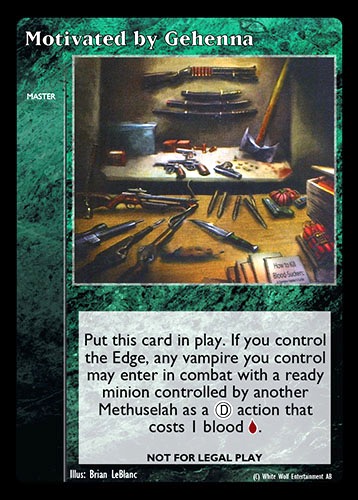 Motivated by Gehenna
MASTER
How to Kill
Blood-Suckers
Put this card in play. If you control
the Edge, any vampire you control
may enter in combat with a ready
minion controlled by another
Methuselah as a Ⓓ action that
costs 1 blood.
NOT FOR LEGAL PLAY
Illus: Brian LeBlanc
(C) White Wolf Entertainment AB